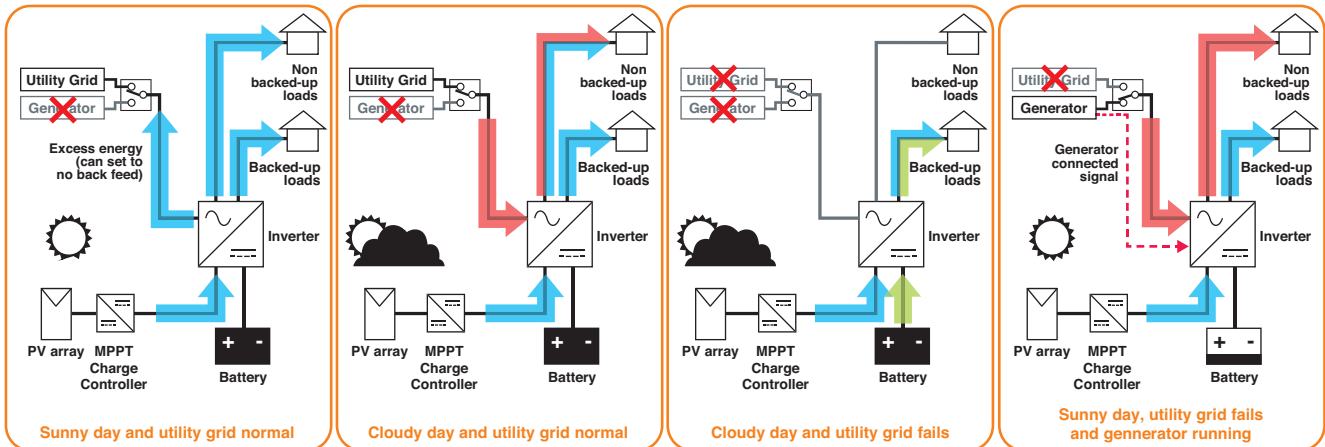 Utility Grid
Generator
Excess energy
(can set to
no back feed)
Non
backed-up
loads
Backed-up
loads
Inverter
PV array
MPPT
Charge
Controller
+ -
Battery
Sunny day and utility grid normal
Utility Grid
Generator
Non
backed-up
loads
Backed-up
loads
Inverter
PV array
MPPT
Charge
Controller
+ -
Battery
Cloudy day and utility grid normal
Utility Grid
Generator
Non
backed-up
loads
Backed-up
loads
Inverter
PV array
MPPT
Charge
Controller
+ -
Battery
Cloudy day and utility grid fails
Utility Grid
Generator
Generator
connected
signal
Non
backed-up
loads
Backed-up
loads
Inverter
PV array
MPPT
Charge
Controller
+ -
Battery
Sunny day, utility grid fails
and gennerator running